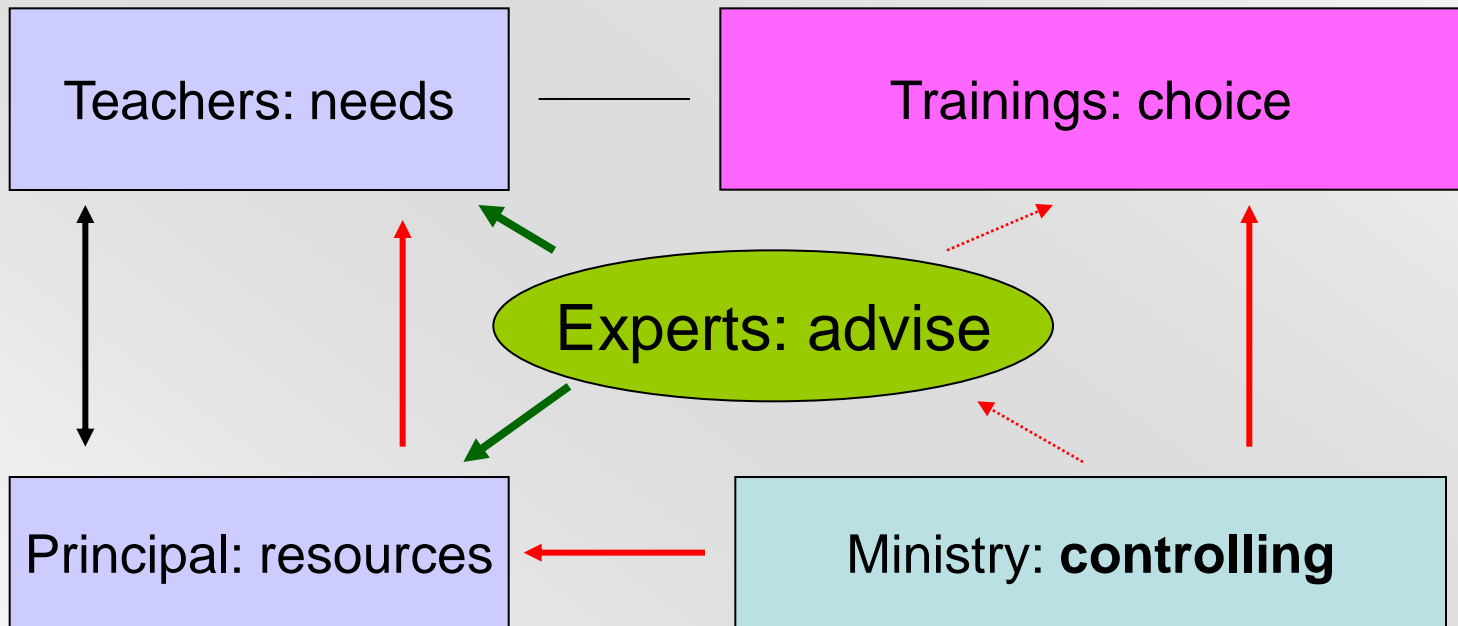 Teachers: needs
Trainings: choice
Experts: advise
Principal: resources
Ministry: controlling